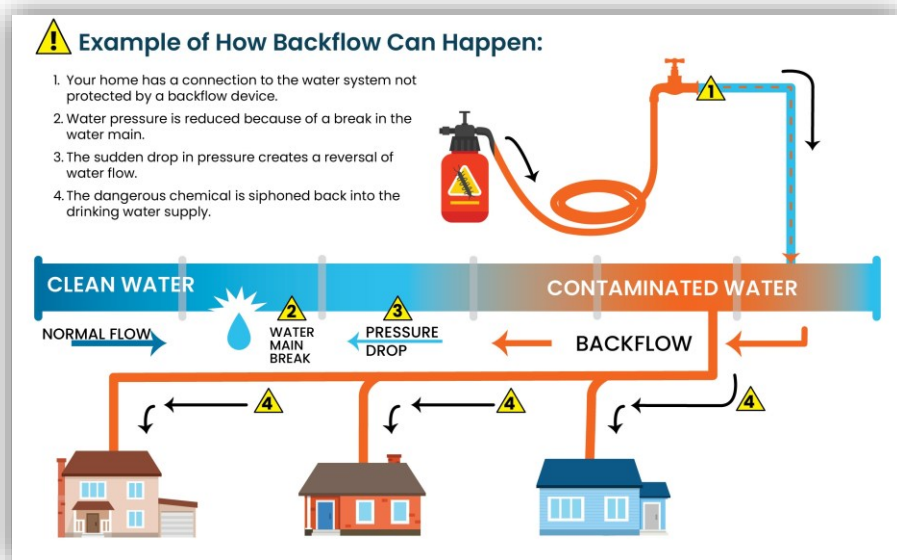 ! Example of How Backflow Can Happen:
1. Your home has a connection to the water system not
protected by a backflow device.
2. Water pressure is reduced because of a break in the
water main.
3. The sudden drop in pressure creates a reversal of
water flow.
4. The dangerous chemical is siphoned back into the
drinking water supply.
1
CLEAN WATER
CONTAMINATED WATER
NORMAL FLOW
2
WATER
MAIN
BREAK
3
PRESSURE
DROP
BACKFLOW
4
4
4